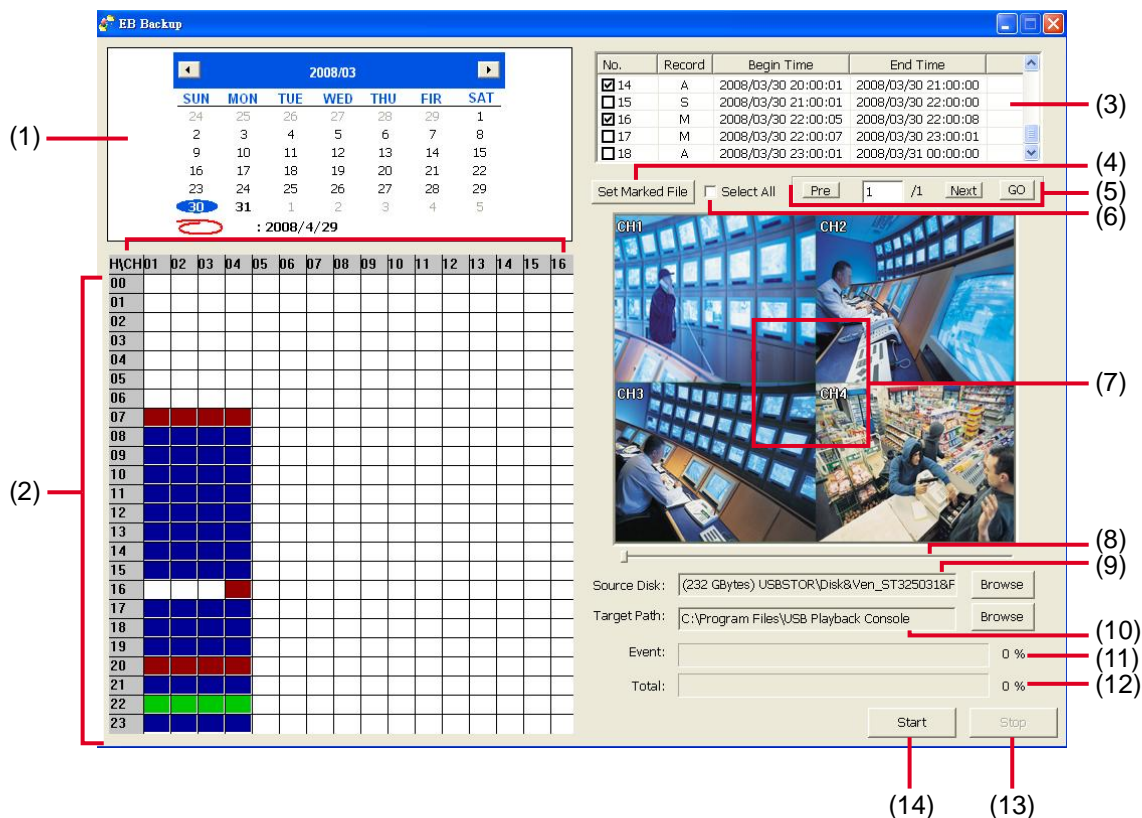 EB Backup
2008/03
SUN MON TUE WED THU FIR SAT
24 25 26 27 28 29 1
2 3 4 5 6 7 8
9 10 11 12 13 14 15
16 17 18 19 20 21 22
23 24 25 26 27 28 29
30 31 1 2 3 4 5
: 2008/4/29
(1)
No. Record Begin Time End Time
14 A 2008/03/30 20:00:01 2008/03/30 21:00:00
15 S 2008/03/30 21:00:01 2008/03/30 22:00:00
16 M 2008/03/30 22:00:05 2008/03/30 22:00:08
17 M 2008/03/30 22:00:07 2008/03/30 23:00:01
18 A 2008/03/30 23:00:01 2008/03/31 00:00:00
(3)
(4)
Set Marked File Select All Pre 1 /1 Next GO
(5)
(6)
H\CH 01 02 03 04 05 06 07 08 09 10 11 12 13 14 15 16
00
01
02
03
04
05
06
07
08
09
10
11
12
13
14
15
16
17
18
19
20
21
22
23
(2)
CH1 CH2
CH3 CH4
(7)
(8)
(9)
Source Disk: (232 GBytes) USBSTOR\Disk&Ven_ST325031&F Browse
Target Path: C:\Program Files\USB Playback Console Browse
(10)
Event: 0 %
(11)
Total: 0 %
(12)
Start Stop
(14) (13)